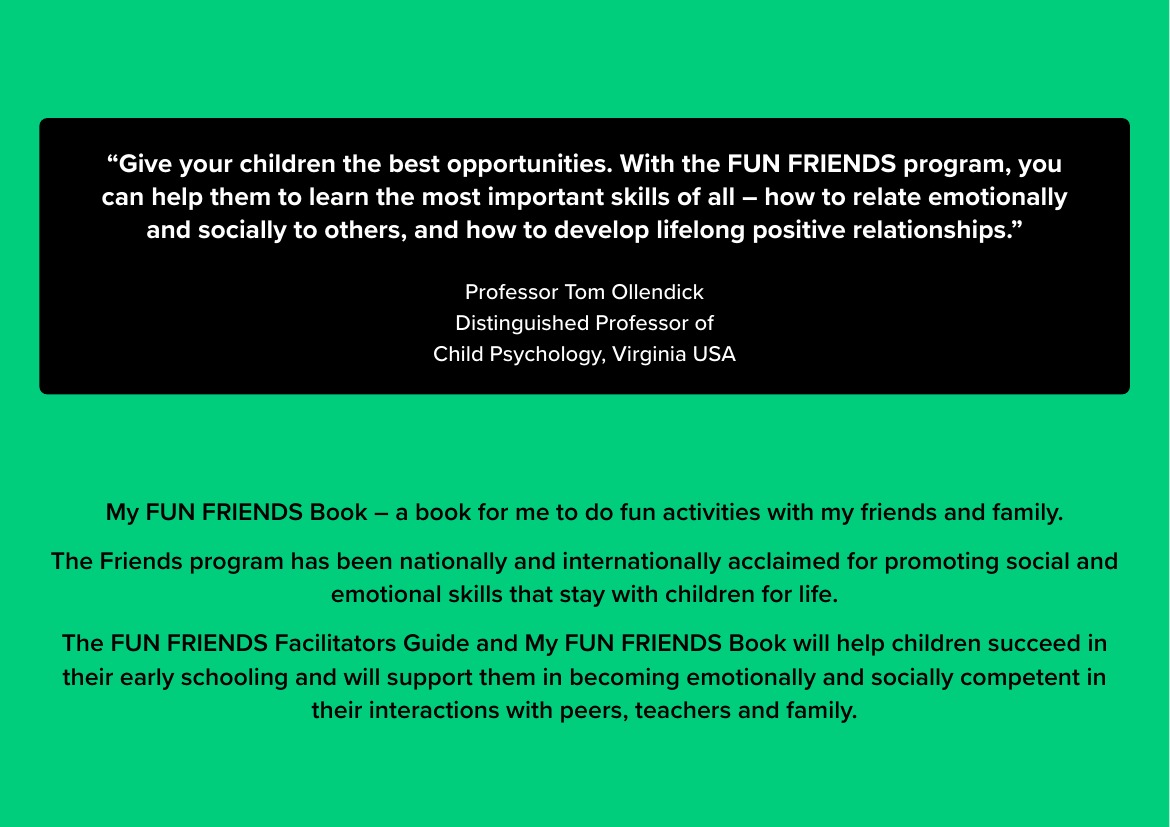 “Give your children the best opportunities. With the FUN FRIENDS program, you
can help them to learn the most important skills of all – how to relate emotionally
and socially to others, and how to develop lifelong positive relationships.”
Professor Tom Ollendick
Distinguished Professor of
Child Psychology, Virginia USA
My FUN FRIENDS Book – a book for me to do fun activities with my friends and family.
The Friends program has been nationally and internationally acclaimed for promoting social and
emotional skills that stay with children for life.
The FUN FRIENDS Facilitators Guide and My FUN FRIENDS Book will help children succeed in
their early schooling and will support them in becoming emotionally and socially competent in
their interactions with peers, teachers and family.